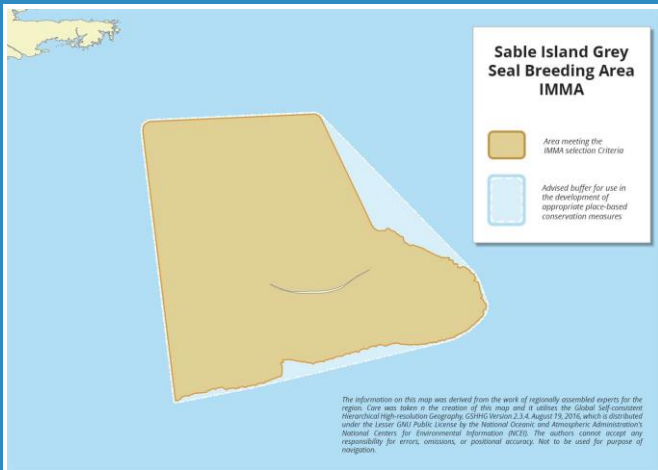 Sable Island Grey
Seal Breeding Area
IMMA
Area meeting the
IMMA selection Criteria
Advised buffer for use in
the development of
appropriate place-based
conservation measures
The information on this map was derived from the work of regionally assembled experts for the
region. Care was taken n the creation of this map and it utilises the Global Self-consistent
Hierarchical High-resolution Geography, GSHHG Version 2.3.4. August 19, 2016, which is distributed
under the Lesser GNU Public License by the National Oceanic and Atmospheric Administration's
National Centers for Environmental Information (NCEI). The authors cannot accept any
responsibility for errors, omissions, or positional accuracy. Not to be used for purpose of
navigation.